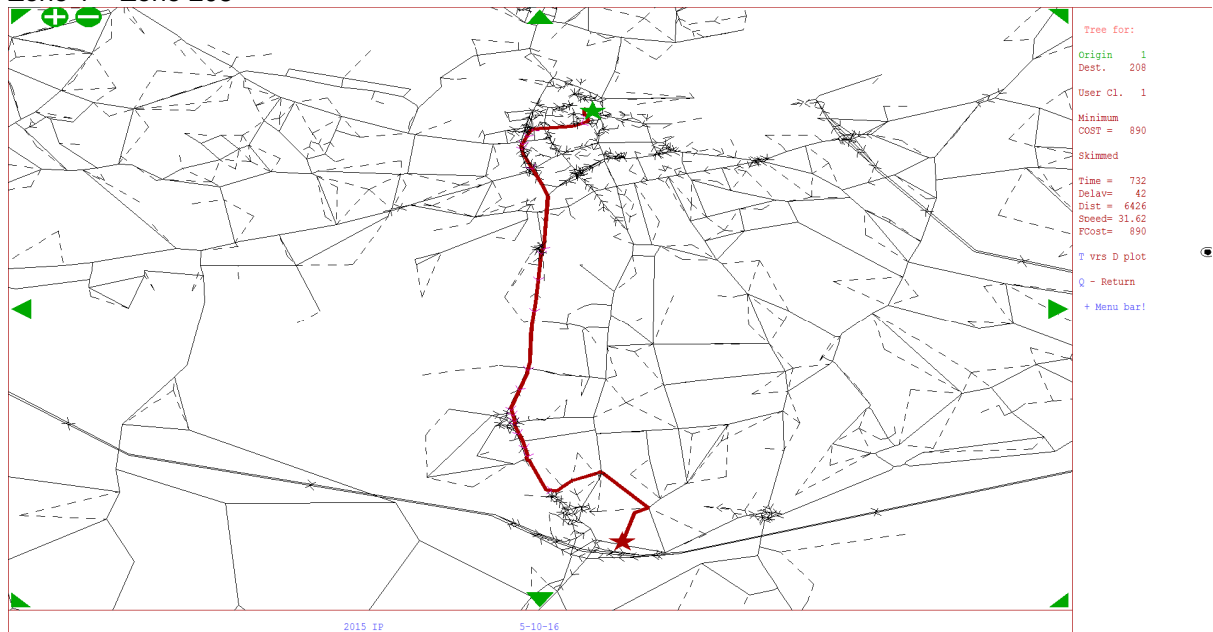 Tree for:
Origin 1
Dest. 208
User Cl. 1
Minimum
COST = 890
Skimmed
Time = 732
Delav= 42
Dist = 6426
Speed= 31.62
FCost= 890
T vrs D plot
Q - Return
+ Menu bar!
2015 IP 5-10-16